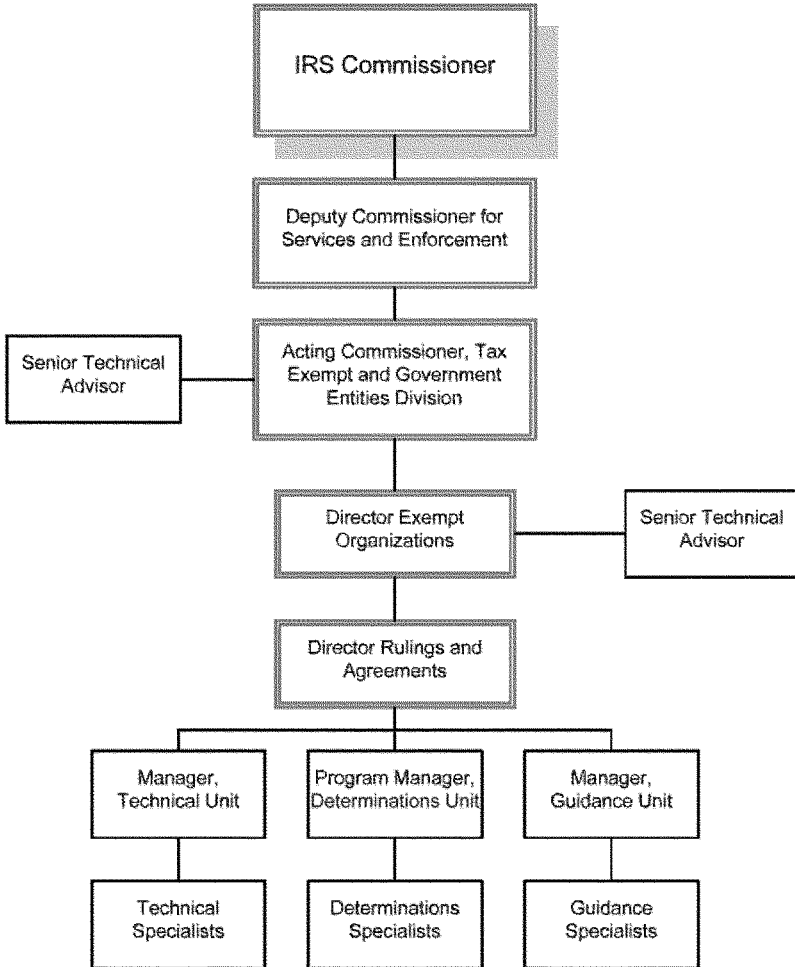 IRS Commissioner
Deputy Commissioner for
Services and Enforcement
Senior Technical
Advisor
Acting Commissioner, Tax
Exempt and Government
Entities Division
Director Exempt
Organizations
Senior Technical
Advisor
Director Rulings and
Agreements
Manager,
Technical Unit
Program Manager,
Determinations Unit
Manager,
Guidance Unit
Technical
Specialists
Determinations
Specialists
Guidance
Specialists